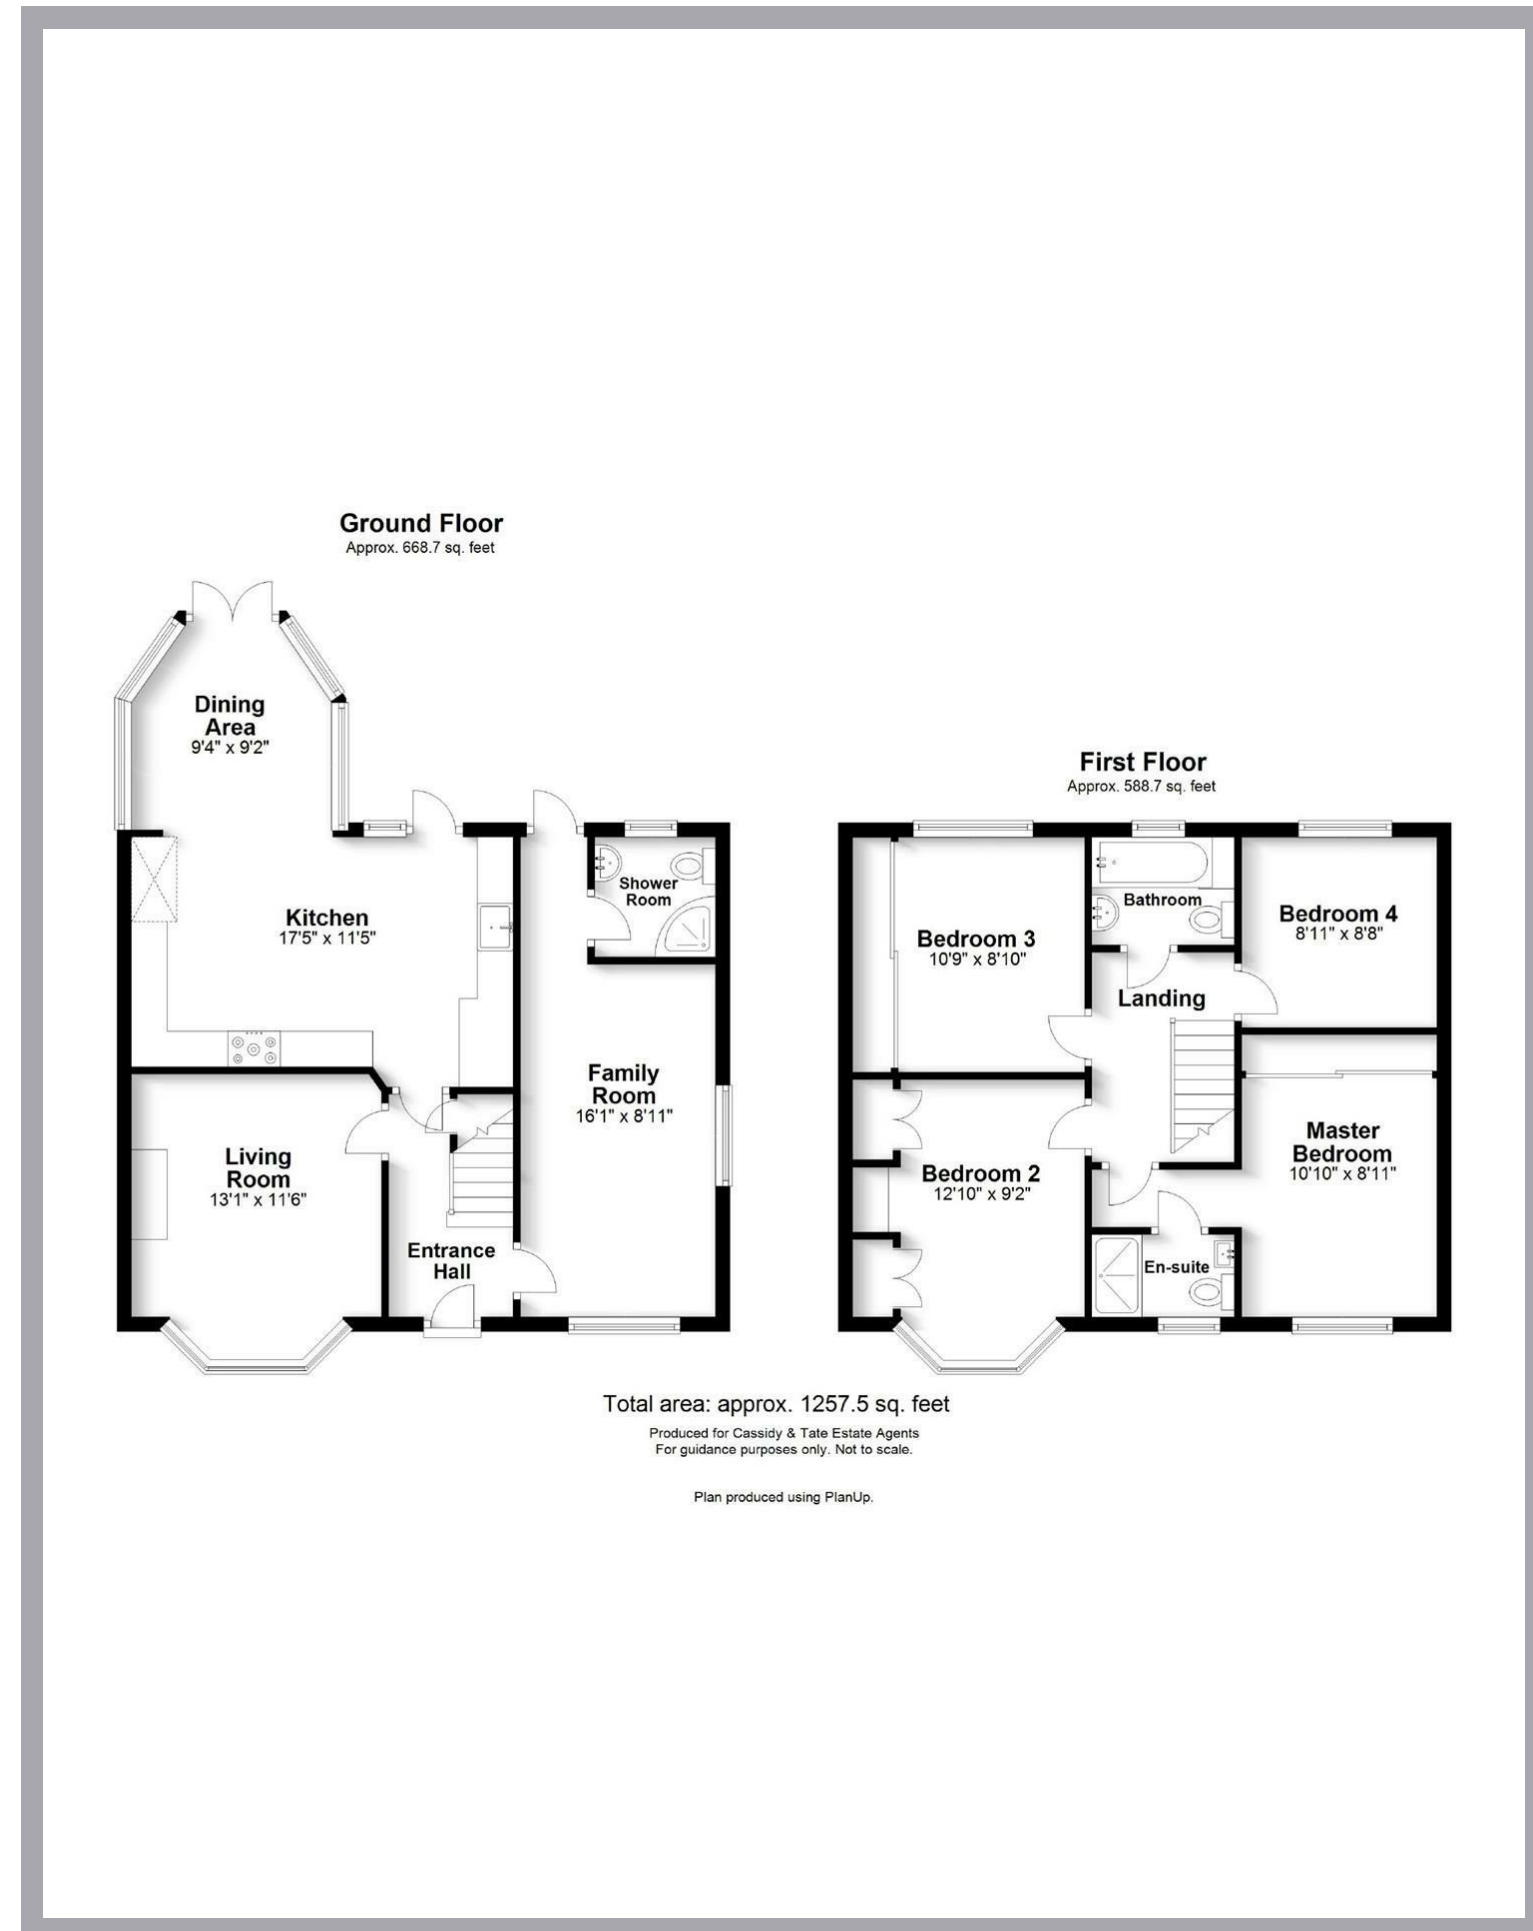 Ground Floor
Approx. 668.7 sq. feet
Dining
Area
9'4" x 9'2"
Kitchen
17'5" x 11'5"
Shower
Room
Family
Room
16'1" x 8'11"
Living
Room
13'1" x 11'6"
Entrance
Hall
First Floor
Approx. 588.7 sq. feet
Bedroom 3
10'9" x 8'10"
Bathroom
Bedroom 4
8'11" x 8'8"
Landing
Bedroom 2
12'10" x 9'2"
Master
Bedroom
10'10" x 8'11"
En-suite
Total area: approx. 1257.5 sq. feet
Produced for Cassidy & Tate Estate Agents
For guidance purposes only. Not to scale.
Plan produced using PlanUp.